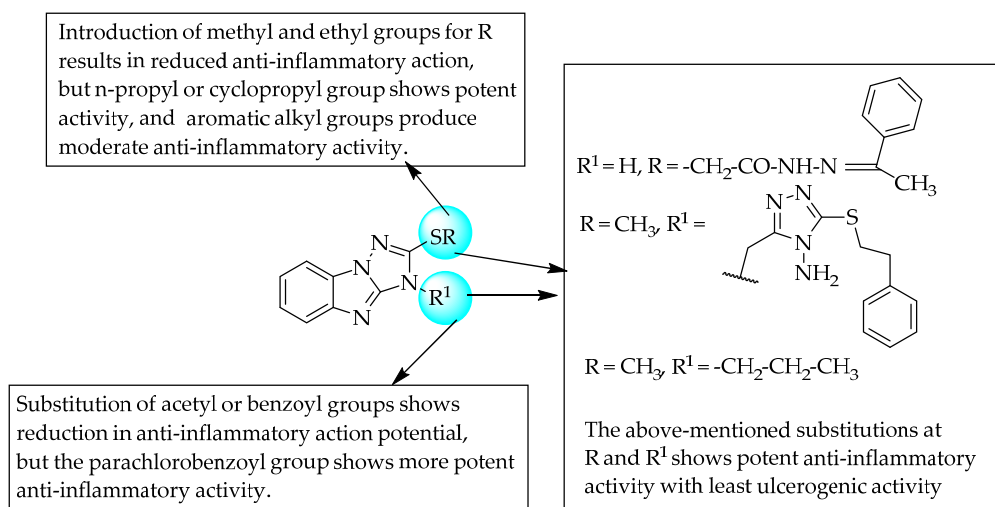 Introduction of methyl and ethyl groups for R
results in reduced anti-inflammatory action,
but n-propyl or cyclopropyl group shows potent
activity, and aromatic alkyl groups produce
moderate anti-inflammatory activity.
R¹=H, R=-CH₂-CO-NH-N
CH₃
R=CH₃, R¹=
N N
S
N
NH₂
N
SR
N
N
R¹
N
R=CH₃, R¹=-CH₂-CH₂-CH₃
Substitution of acetyl or benzoyl groups shows
reduction in anti-inflammatory action potential,
but the parachlorobenzoyl group shows more potent
anti-inflammatory activity.
The above-mentioned substitutions at
R and R¹ shows potent anti-inflammatory
activity with least ulcerogenic activity